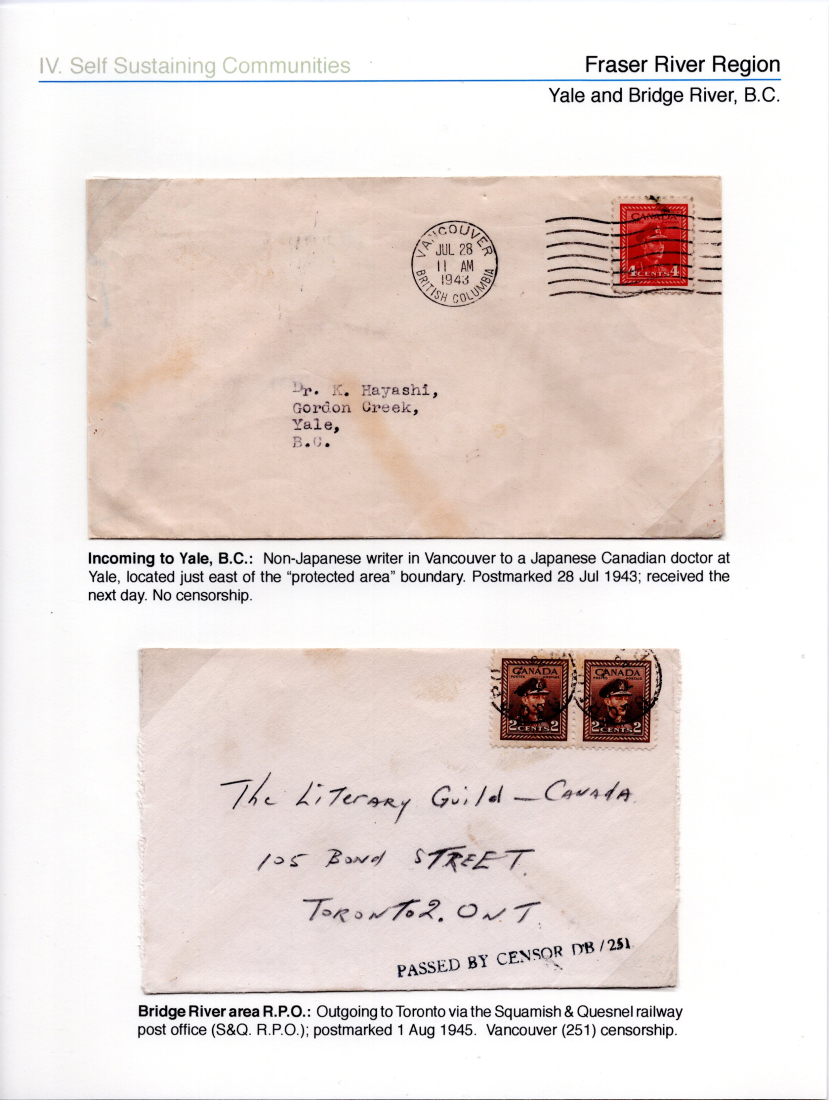 IV. Self Sustaining Communities
Fraser River Region
Yale and Bridge River, B.C.
VANCOUVER
JUL 28
11 AM
1943
BRITISH COLUMBIA
CANADA
4 CENTS 4
Dr. K. Hayashi,
Gordon Creek,
Yale,
B.C.
Incoming to Yale, B.C.: Non-Japanese writer in Vancouver to a Japanese Canadian doctor at
Yale, located just east of the “protected area” boundary. Postmarked 28 Jul 1943; received the
next day. No censorship.
CANADA
POSTES POSTAGE
2 CENTS 2
CANADA
POSTES POSTAGE
2 CENTS 2
The Literary Guild – Canada
105 Bond STREET.
TORONTO 2. ONT
PASSED BY CENSOR DB/251
Bridge River area R.P.O.: Outgoing to Toronto via the Squamish & Quesnel railway
post office (S&Q. R.P.O.); postmarked 1 Aug 1945. Vancouver (251) censorship.